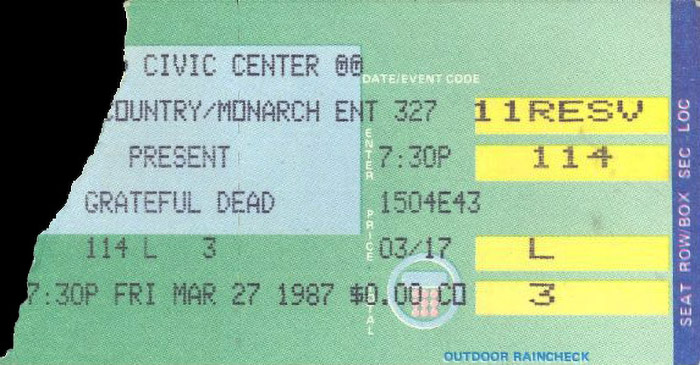 CIVIC CENTER @@
DATE/EVENT CODE
COUNTRY/MONARCH ENT 327 11RESV
PRESENT ENTER 7:30P 114
GRATEFUL DEAD 1504E43
PRICE
114 L 3 03/17 L
7:30P FRI MAR 27 1987 $0.00 CO 3
OUTDOOR RAINCHECK
SEAT ROW/BOX SEC LOC